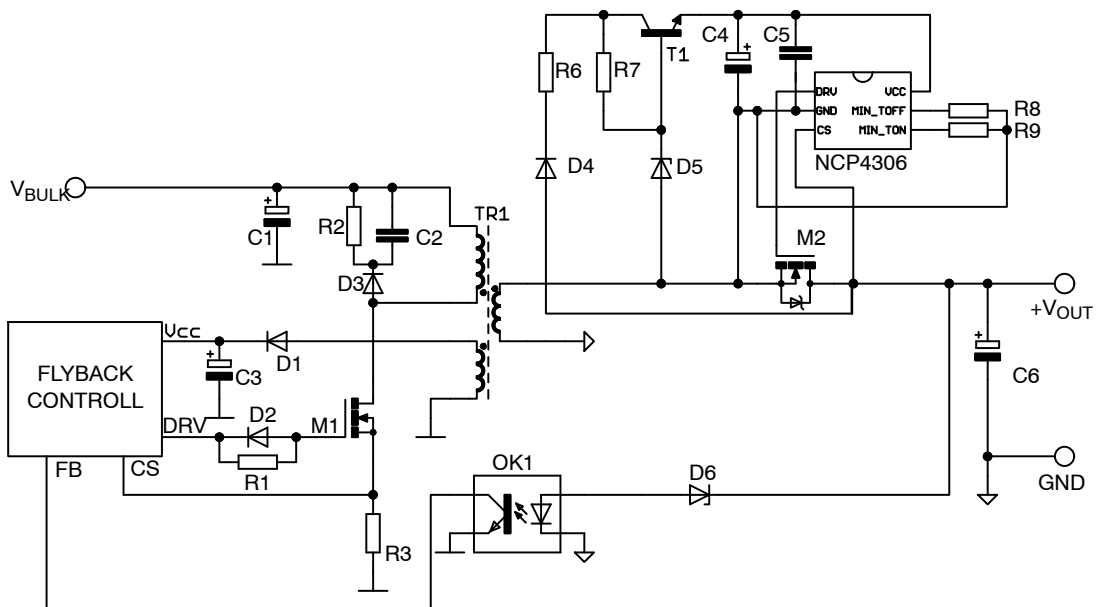 C4
+
C5
R6
R7
T1
DRV
VCC
GND
MIN_TOFF
CS
MIN_TON
R8
R9
NCP4306
D4
D5
VBULK
+
C1
R2
C2
TR1
D3
M2
+VOUT
Vcc
+
C3
D1
FLYBACK
CONTROLL
+
C6
DRV
D2
M1
FB
CS
R1
OK1
D6
GND
R3